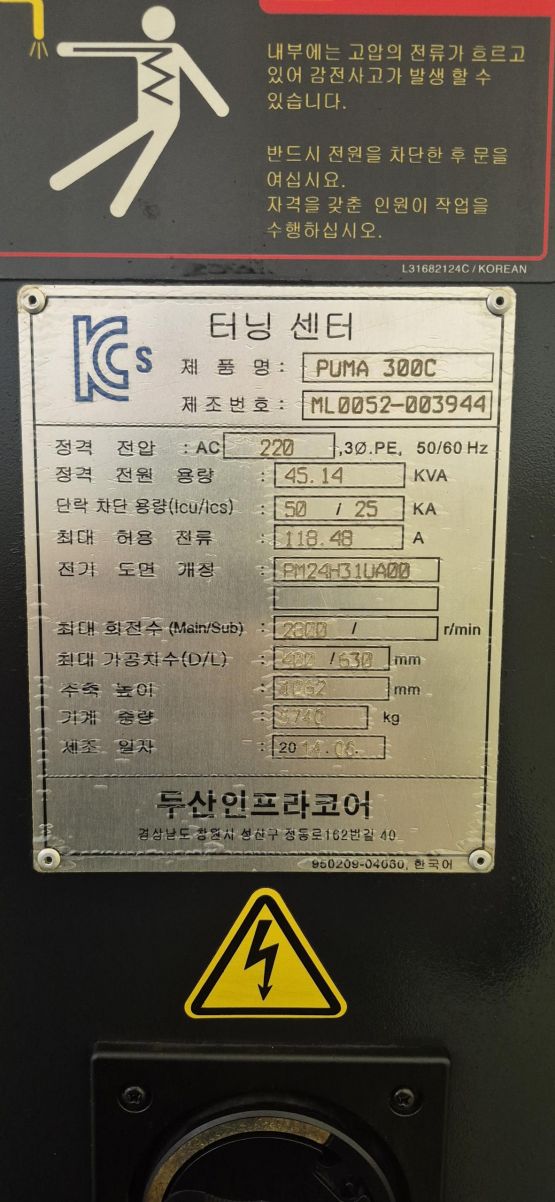 내부에는 고압의 전류가 흐르고
있어 감전사고가 발생 할 수
있습니다.
반드시 전원을 차단한 후 문을
여십시요.
자격을 갖춘 인원이 작업을
수행하십시오.
L31682124C / KOREAN
터닝 센터
KCs
제 품 명 : PUMA 300C
제조번호 : ML0052-003944
정격 전압 : AC 220 ,3Ø.PE, 50/60 Hz
정격 전원 용량 : 45.14 KVA
단락 차단 용량(Icu/Ics) : 50 / 25 KA
최대 허용 전류 : 118.48 A
전기 도면 개정 : PM24H31UA00
최대 회전수 (Main/Sub) : 2800 / r/min
최대 가공치수(D/L) : 400 /630 mm
주축 높이 : mm
기계 중량 : kg
제조 일자 : 2014.06.
두산인프라코어
경상남도 창원시 성산구 정동로162번길 40
950209-04080, 한국어